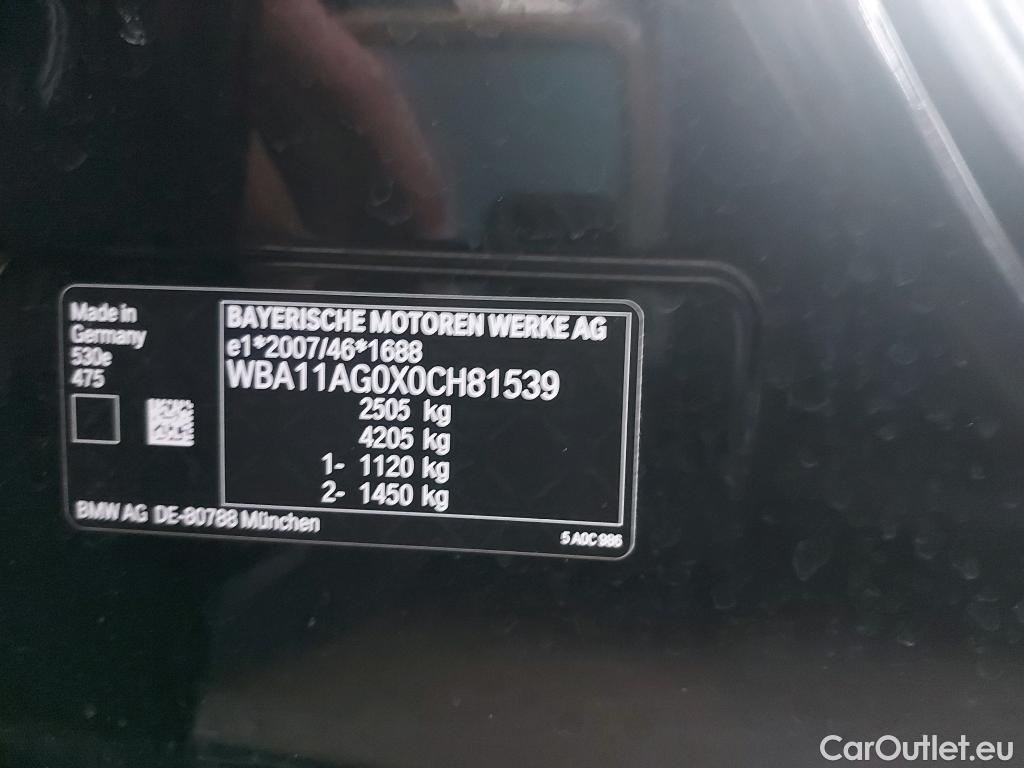 Made in
Germany
530e
475
BAYERISCHE MOTOREN WERKE AG
e1*2007/46*1688
WBA11AG0X0CH81539
2505 kg
4205 kg
1- 1120 kg
2- 1450 kg
BMW AG DE-80788 München
5 A0C 986
CarOutlet.eu